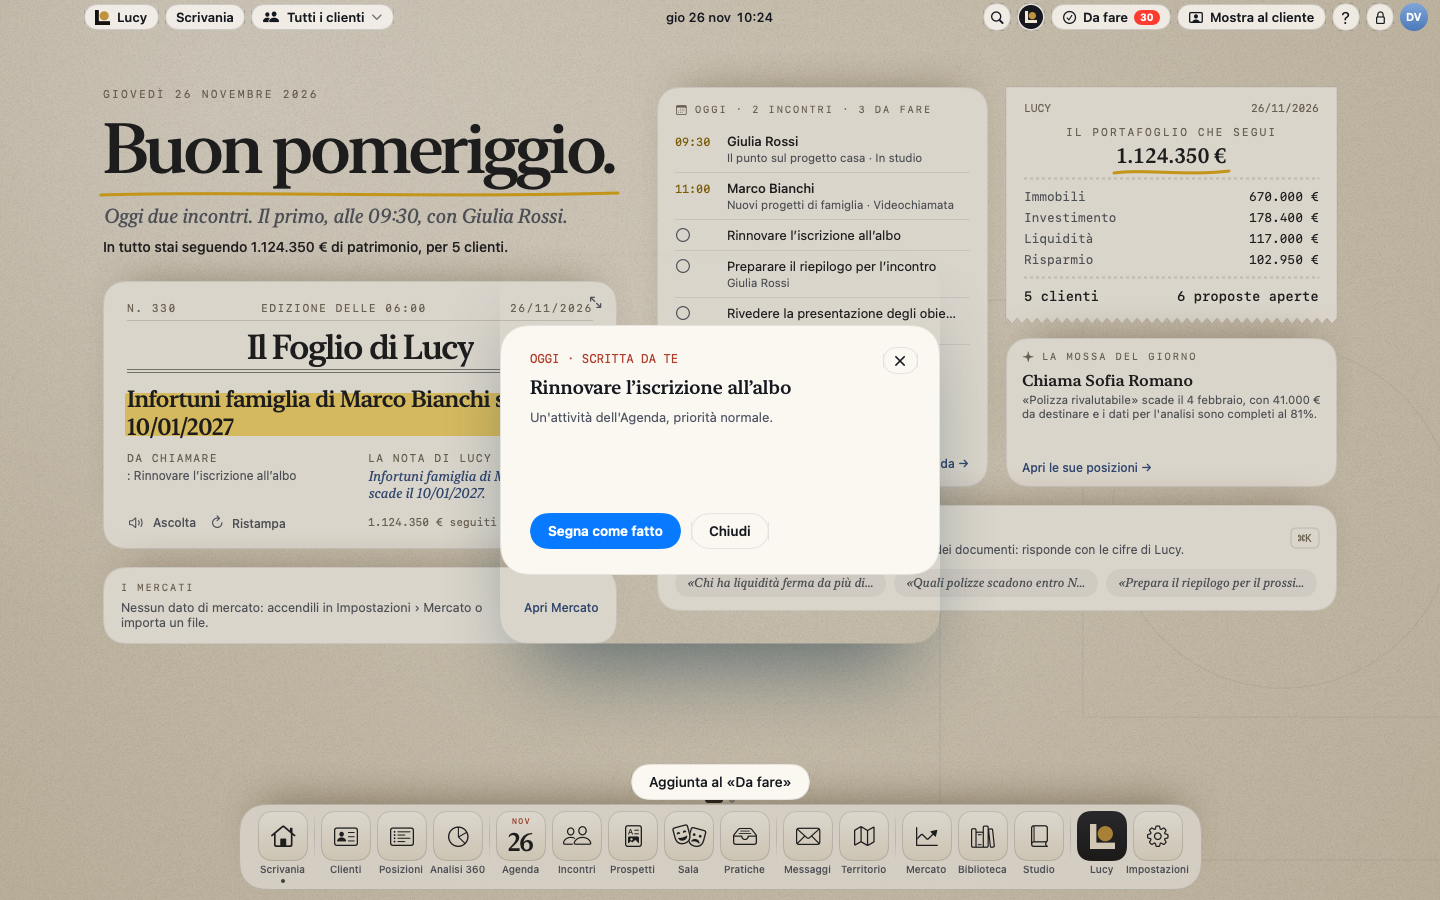 Lucy
Scrivania
Tutti i clienti
gio 26 nov 10:24
Da fare 30
Mostra al cliente
?
DV
GIOVEDÌ 26 NOVEMBRE 2026
Buon pomeriggio.
Oggi due incontri. Il primo, alle 09:30, con Giulia Rossi.
In tutto stai seguendo 1.124.350 € di patrimonio, per 5 clienti.
OGGI · 2 INCONTRI · 3 DA FARE
09:30 Giulia Rossi
Il punto sul progetto casa · In studio
11:00 Marco Bianchi
Nuovi progetti di famiglia · Videochiamata
Rinnovare l’iscrizione all’albo
Preparare il riepilogo per l’incontro
Giulia Rossi
Rivedere la presentazione degli obie…
da →
LUCY 26/11/2026
IL PORTAFOGLIO CHE SEGUI
1.124.350 €
Immobili 670.000 €
Investimento 178.400 €
Liquidità 117.000 €
Risparmio 102.950 €
5 clienti 6 proposte aperte
LA MOSSA DEL GIORNO
Chiama Sofia Romano
«Polizza rivalutabile» scade il 4 febbraio, con 41.000 €
da destinare e i dati per l'analisi sono completi al 81%.
Apri le sue posizioni →
N. 330 EDIZIONE DELLE 06:00 26/11/2026
Il Foglio di Lucy
Infortuni famiglia di Marco Bianchi s
10/01/2027
DA CHIAMARE
: Rinnovare l’iscrizione all’albo
LA NOTA DI LUCY
Infortuni famiglia di M
scade il 10/01/2027.
Ascolta
Ristampa
1.124.350 € seguiti
I MERCATI
Nessun dato di mercato: accendili in Impostazioni › Mercato o
importa un file.
Apri Mercato
OGGI · SCRITTA DA TE
Rinnovare l’iscrizione all’albo
Un'attività dell'Agenda, priorità normale.
Segna come fatto
Chiudi
dei documenti: risponde con le cifre di Lucy.
⌘K
«Chi ha liquidità ferma da più di…
«Quali polizze scadono entro N…
«Prepara il riepilogo per il prossi…
Aggiunta al «Da fare»
NOV
26
Scrivania
Clienti
Posizioni
Analisi 360
Agenda
Incontri
Prospetti
Sala
Pratiche
Messaggi
Territorio
Mercato
Biblioteca
Studio
Lucy
Impostazioni